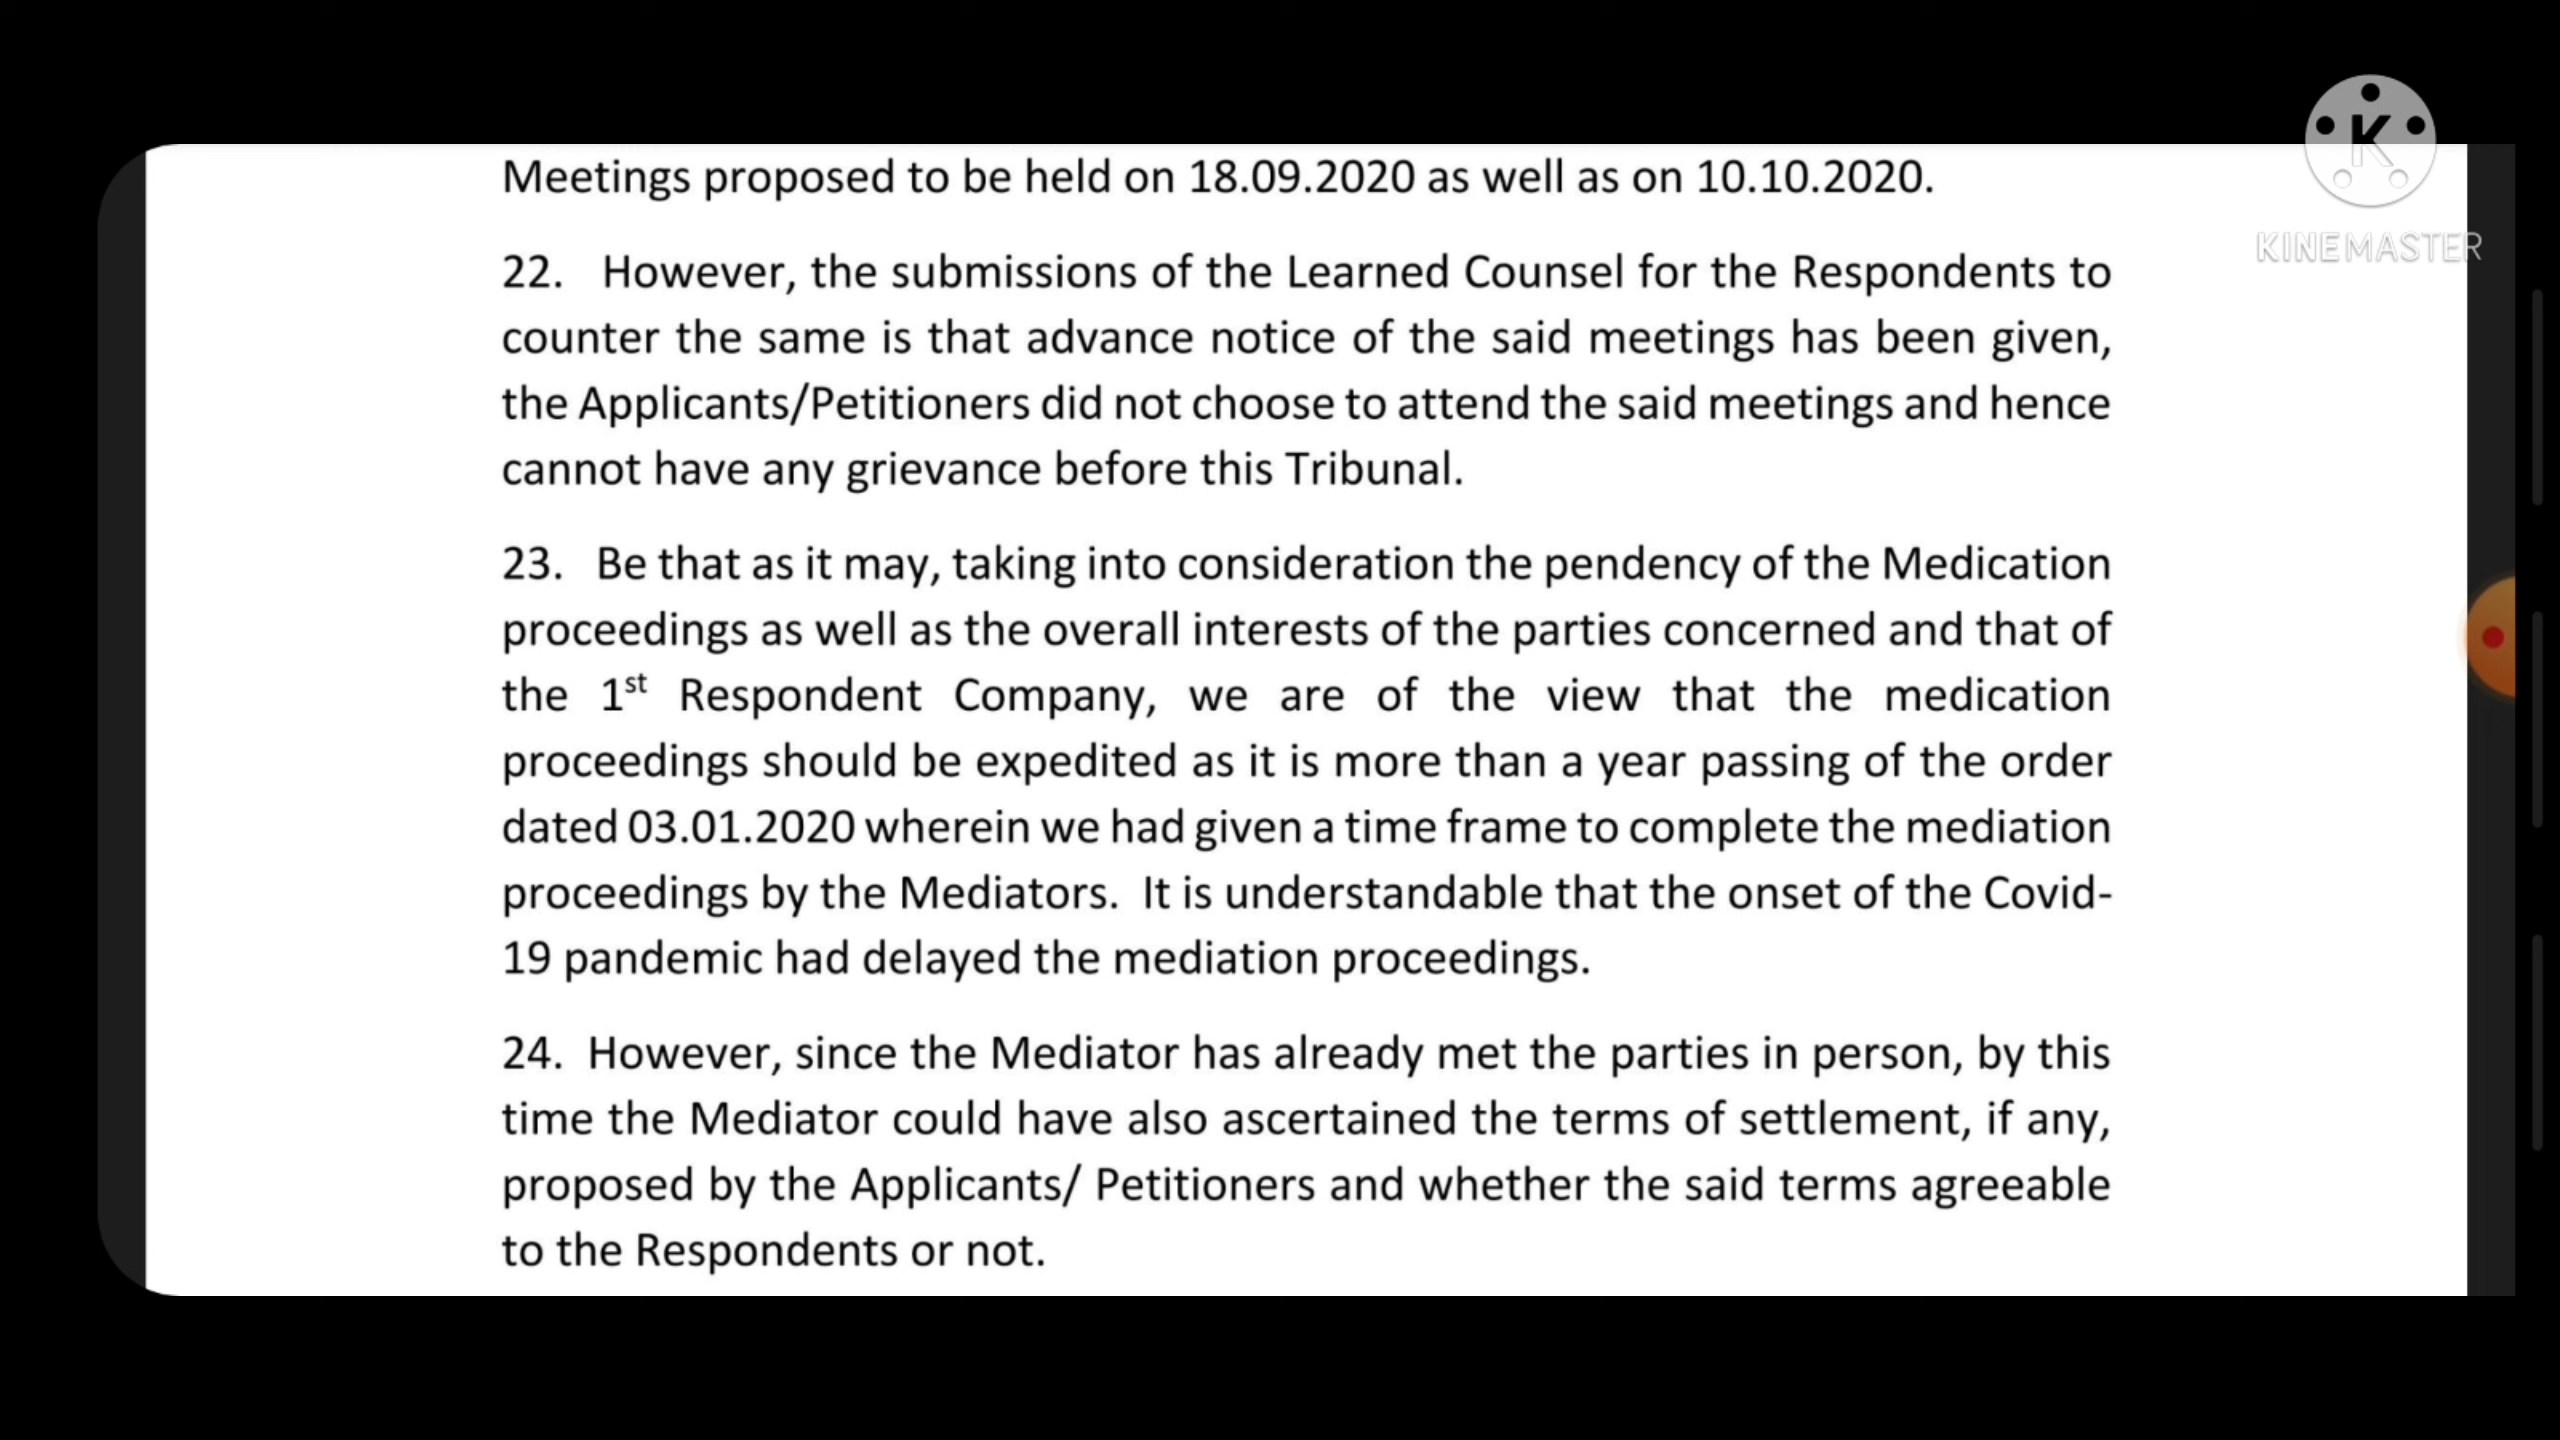 Meetings proposed to be held on 18.09.2020 as well as on 10.10.2020.
K
KINEMASTER
22. However, the submissions of the Learned Counsel for the Respondents to
counter the same is that advance notice of the said meetings has been given,
the Applicants/Petitioners did not choose to attend the said meetings and hence
cannot have any grievance before this Tribunal.
23. Be that as it may, taking into consideration the pendency of the Medication
proceedings as well as the overall interests of the parties concerned and that of
the 1st Respondent Company, we are of the view that the medication
proceedings should be expedited as it is more than a year passing of the order
dated 03.01.2020 wherein we had given a time frame to complete the mediation
proceedings by the Mediators. It is understandable that the onset of the Covid-
19 pandemic had delayed the mediation proceedings.
24. However, since the Mediator has already met the parties in person, by this
time the Mediator could have also ascertained the terms of settlement, if any,
proposed by the Applicants/ Petitioners and whether the said terms agreeable
to the Respondents or not.